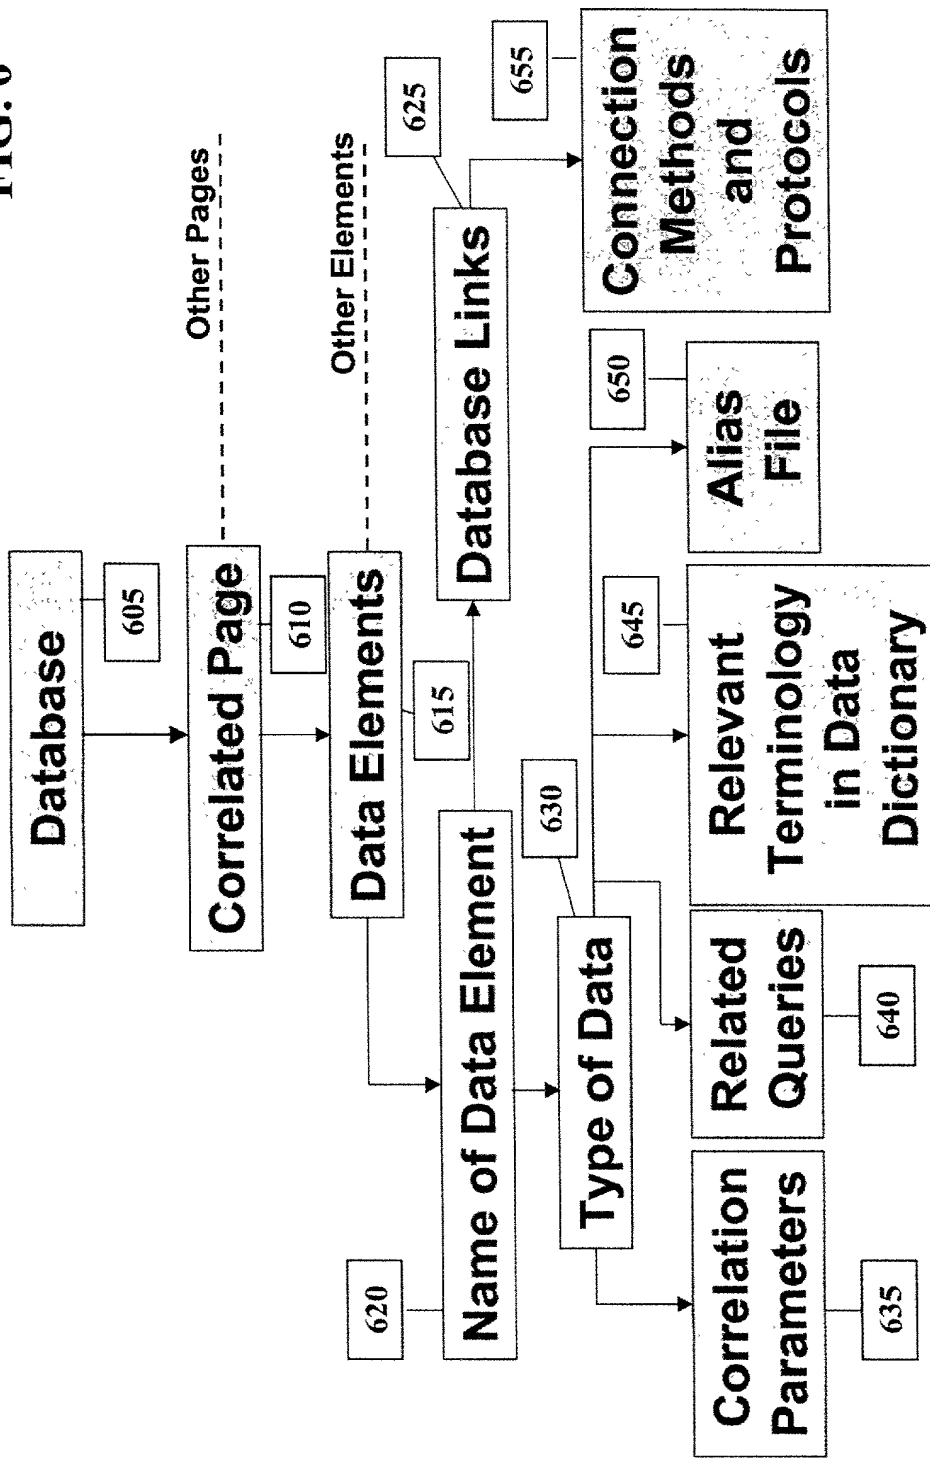 FIG. 6
Database
605
Other Pages
Correlated Page
610
Other Elements
Data Elements
615
625
Database Links
620
Name of Data Element
630
655
Type of Data
Connection
Methods
and
Protocols
645
650
Correlation
Parameters
635
Related
Queries
640
Relevant
Terminology
in Data
Dictionary
Alias
File